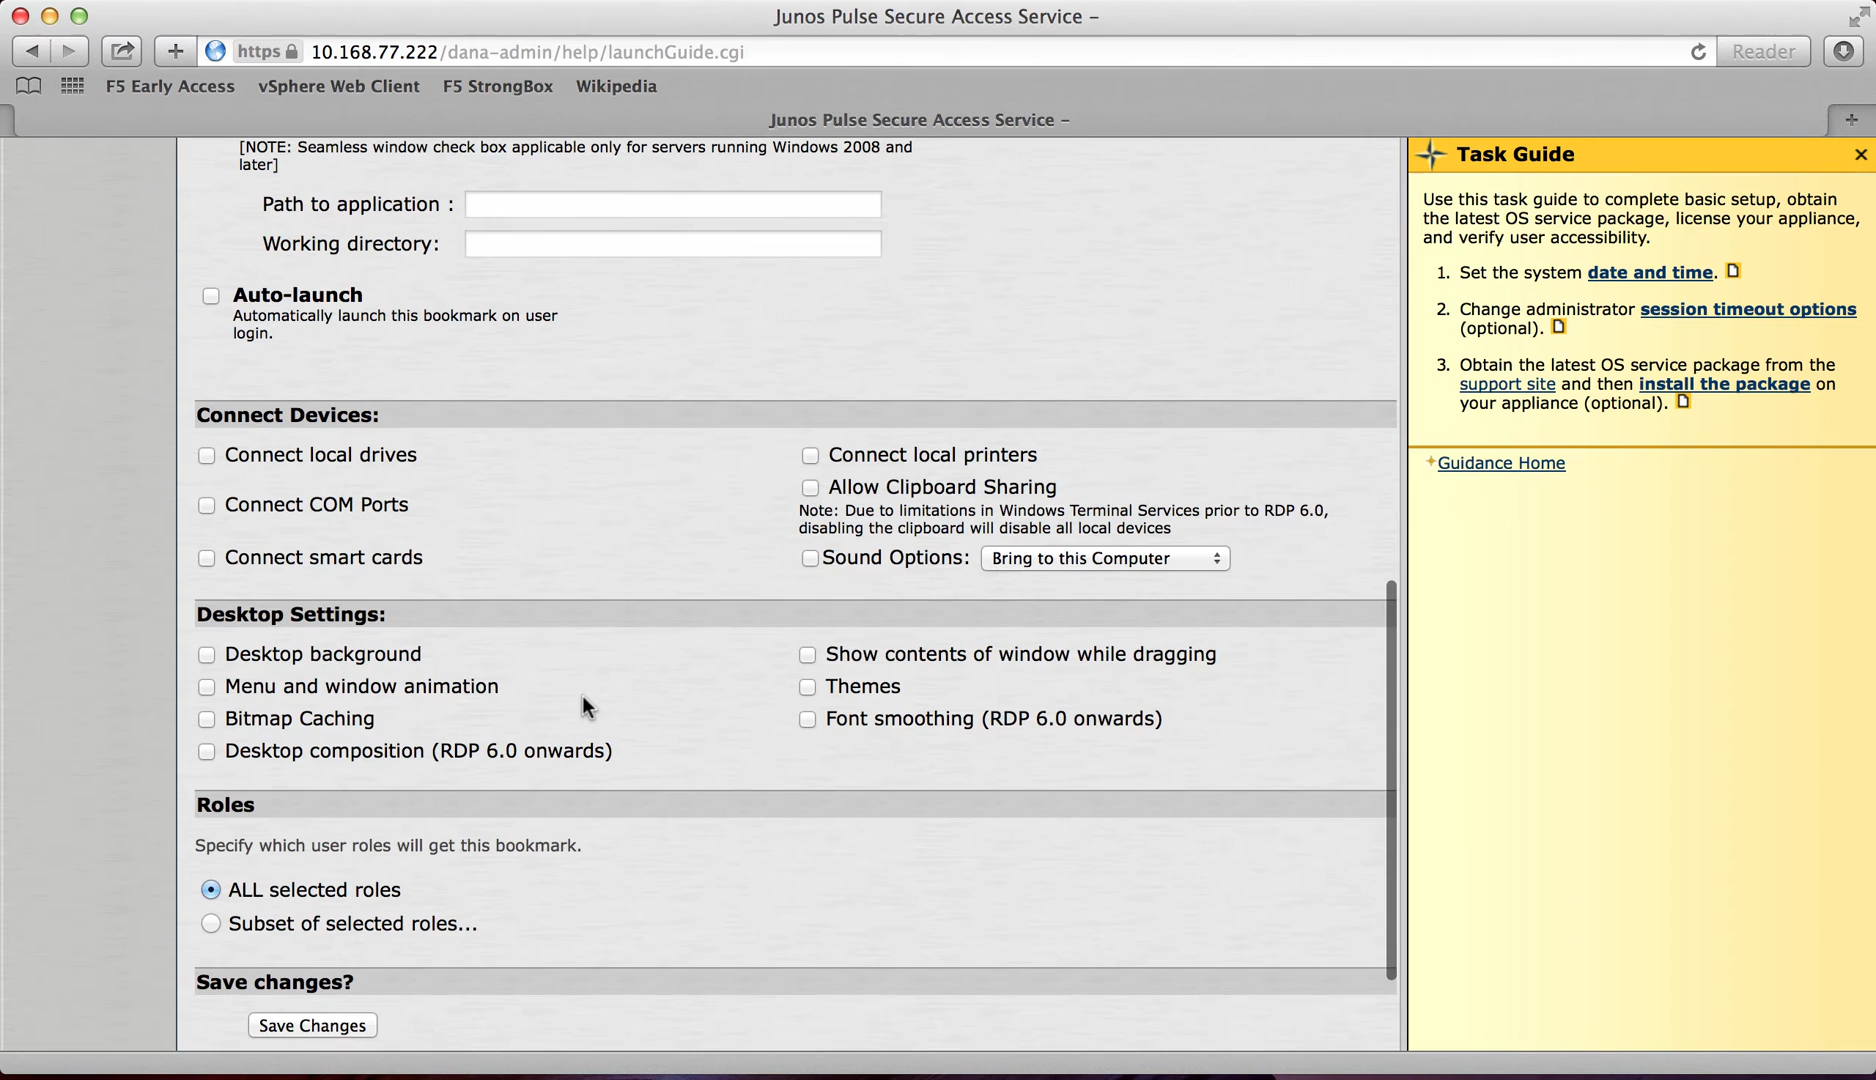 Junos Pulse Secure Access Service –
https 10.168.77.222/dana-admin/help/launchGuide.cgi
Reader
F5 Early Access vSphere Web Client F5 StrongBox Wikipedia
Junos Pulse Secure Access Service –
[NOTE: Seamless window check box applicable only for servers running Windows 2008 and
later]
Path to application :
Working directory:
Auto-launch
Automatically launch this bookmark on user
login.
Connect Devices:
Connect local drives
Connect local printers
Allow Clipboard Sharing
Connect COM Ports
Note: Due to limitations in Windows Terminal Services prior to RDP 6.0,
disabling the clipboard will disable all local devices
Connect smart cards
Sound Options: Bring to this Computer
Desktop Settings:
Desktop background
Show contents of window while dragging
Menu and window animation
Themes
Bitmap Caching
Font smoothing (RDP 6.0 onwards)
Desktop composition (RDP 6.0 onwards)
Roles
Specify which user roles will get this bookmark.
ALL selected roles
Subset of selected roles...
Save changes?
Save Changes
Task Guide
Use this task guide to complete basic setup, obtain
the latest OS service package, license your appliance,
and verify user accessibility.
1. Set the system date and time.
2. Change administrator session timeout options
(optional).
3. Obtain the latest OS service package from the
support site and then install the package on
your appliance (optional).
Guidance Home